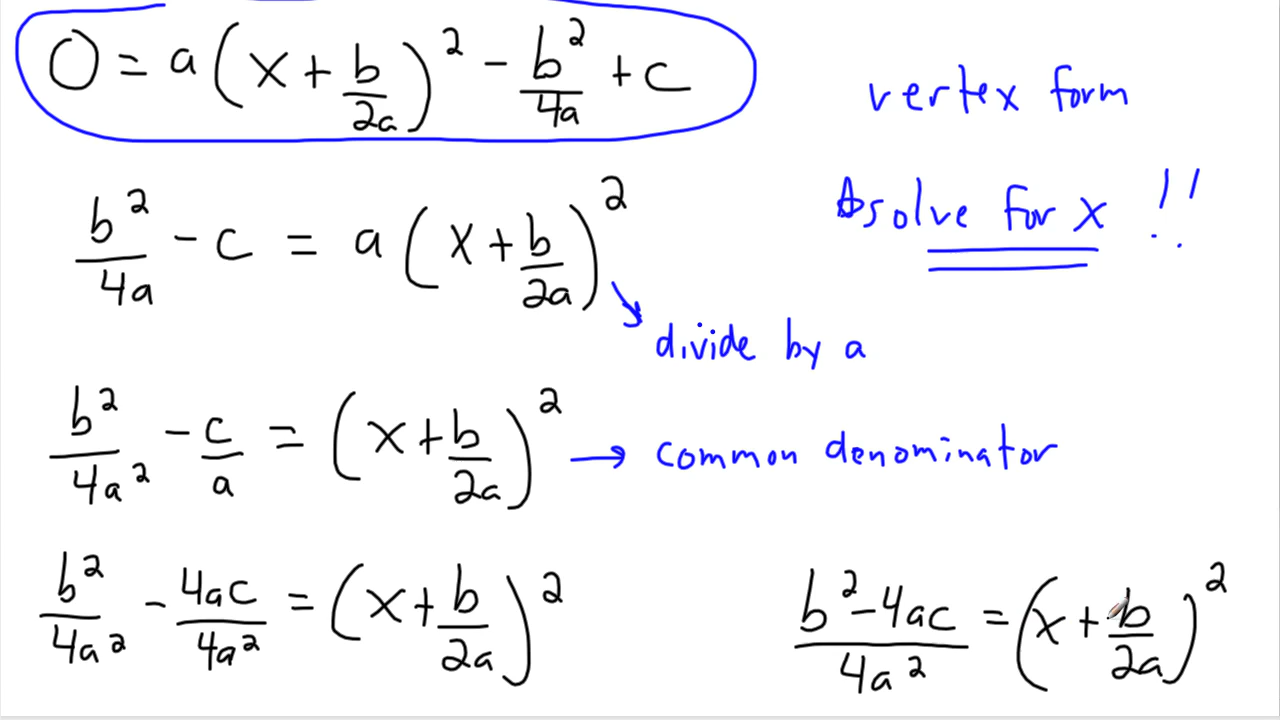 0 = a(x + b/2a)² - b²/4a + c
vertex form
solve for x !!
b²/4a - c = a(x + b/2a)²
divide by a
b²/4a² - c/a = (x + b/2a)²
→ common denominator
b²/4a² - 4ac/4a² = (x + b/2a)²
b² - 4ac/4a² = (x + b/2a)²